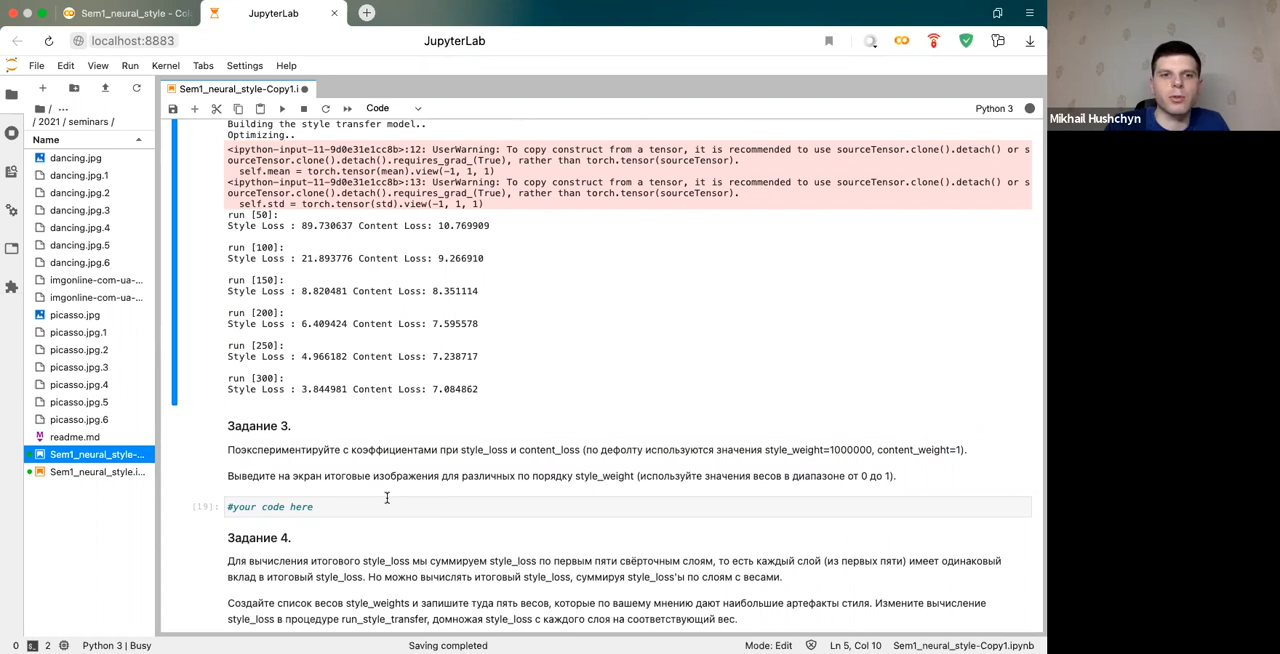 Sem1_neural_style - Col
JupyterLab
localhost:8883
JupyterLab
File Edit View Run Kernel Tabs Settings Help
Sem1_neural_style-Copy1.i
Code
Python 3
/ ...
/ 2021 / seminars /
Name
dancing.jpg
dancing.jpg.1
dancing.jpg.2
dancing.jpg.3
dancing.jpg.4
dancing.jpg.5
dancing.jpg.6
imgonline-com-ua-...
imgonline-com-ua-...
picasso.jpg
picasso.jpg.1
picasso.jpg.2
picasso.jpg.3
picasso.jpg.4
picasso.jpg.5
picasso.jpg.6
readme.md
Sem1_neural_style-...
Sem1_neural_style.i...
Building the style transfer model..
Optimizing..
<ipython-input-11-9d0e31e1cc8b>:12: UserWarning: To copy construct from a tensor, it is recommended to use sourceTensor.clone().detach() or s
ourceTensor.clone().detach().requires_grad_(True), rather than torch.tensor(sourceTensor).
self.mean = torch.tensor(mean).view(-1, 1, 1)
<ipython-input-11-9d0e31e1cc8b>:13: UserWarning: To copy construct from a tensor, it is recommended to use sourceTensor.clone().detach() or s
ourceTensor.clone().detach().requires_grad_(True), rather than torch.tensor(sourceTensor).
self.std = torch.tensor(std).view(-1, 1, 1)
run [50]:
Style Loss : 89.730637 Content Loss: 10.769909
run [100]:
Style Loss : 21.893776 Content Loss: 9.266910
run [150]:
Style Loss : 8.820481 Content Loss: 8.351114
run [200]:
Style Loss : 6.409424 Content Loss: 7.595578
run [250]:
Style Loss : 4.966182 Content Loss: 7.238717
run [300]:
Style Loss : 3.844981 Content Loss: 7.084862
Задание 3.
Поэкспериментируйте с коэффициентами при style_loss и content_loss (по дефолту используются значения style_weight=1000000, content_weight=1).
Выведите на экран итоговые изображения для различных по порядку style_weight (используйте значения весов в диапазоне от 0 до 1).
[19]: #your code here
Задание 4.
Для вычисления итогового style_loss мы суммируем style_loss по первым пяти свёрточным слоям, то есть каждый слой (из первых пяти) имеет одинаковый
вклад в итоговый style_loss. Но можно вычислять итоговый style_loss, суммируя style_loss'ы по слоям с весами.
Создайте список весов style_weights и запишите туда пять весов, которые по вашему мнению дают наибольшие артефакты стиля. Измените вычисление
style_loss в процедуре run_style_transfer, домножая style_loss с каждого слоя на соответствующий вес.
0 2 Python 3 | Busy Saving completed Mode: Edit Ln 5, Col 10 Sem1_neural_style-Copy1.ipynb
Mikhail Hushchyn